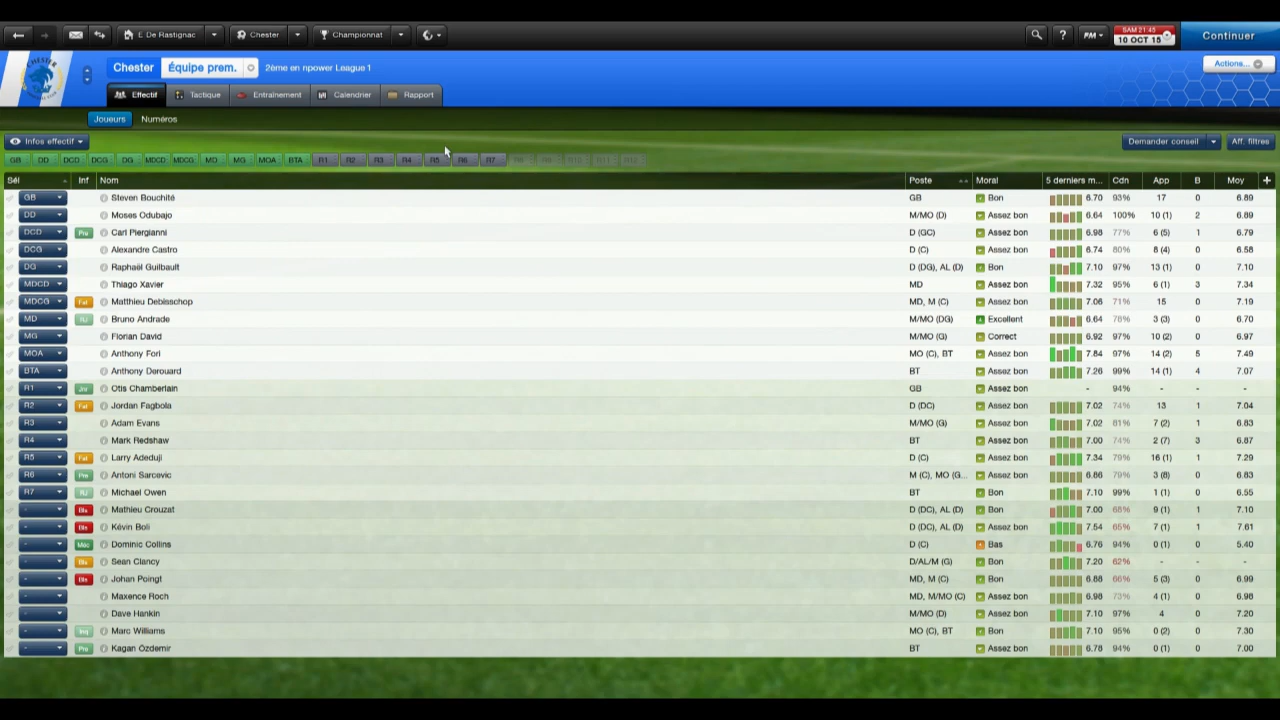 E. De Rastignac Chester Championnat ? FM SAM 21:45 10 OCT 15 Continuer
CHESTER Chester Équipe prem. 2ème en npower League 1 Actions...
Effectif Tactique Entraînement Calendrier Rapport
Joueurs Numéros
Infos effectif Demander conseil Aff. filtres
GB DD DCD DCG DG MDCD MDCG MD MG MOA BTA R1 R2 R3 R4 R5 R6 R7 R8 R9 R10 R11 R12
Sél Inf Nom Poste Moral 5 derniers m... Cdn App B Moy +
GB Steven Bouchité GB Bon 6.70 93% 17 0 6.89
DD Moses Odubajo M/MO (D) Assez bon 6.64 100% 10 (1) 2 6.89
DCD Pre Carl Piergianni D (GC) Assez bon 6.98 77% 6 (5) 1 6.79
DCG Alexandre Castro D (C) Assez bon 6.74 80% 8 (4) 0 6.58
DG Raphaël Guilbault D (DG), AL (D) Bon 7.10 97% 13 (1) 0 7.10
MDCD Thiago Xavier MD Assez bon 7.32 95% 6 (1) 3 7.34
MDCG Fat Matthieu Debisschop MD, M (C) Assez bon 7.06 71% 15 0 7.19
MD RJ Bruno Andrade M/MO (DG) Excellent 6.64 78% 3 (3) 0 6.70
MG Florian David M/MO (G) Correct 6.92 97% 10 (2) 0 6.97
MOA Anthony Fori MO (C), BT Assez bon 7.84 97% 14 (2) 5 7.49
BTA Anthony Derouard BT Assez bon 7.26 99% 14 (1) 4 7.07
R1 Otis Chamberlain GB Assez bon - 94% - - -
R2 Fat Jordan Fagbola D (DC) Assez bon 7.02 74% 13 1 7.04
R3 Adam Evans M/MO (G) Assez bon 7.02 81% 7 (2) 1 6.83
R4 Mark Redshaw BT Assez bon 7.00 74% 2 (7) 3 6.87
R5 Fat Larry Adeduji D (C) Assez bon 7.34 79% 16 (1) 1 7.29
R6 Pre Antoni Sarcevic M (C), MO (G... Assez bon 6.86 79% 3 (8) 0 6.83
R7 RJ Michael Owen BT Bon 7.10 99% 1 (1) 0 6.55
- Bls Mathieu Crouzat D (DC), AL (D) Bon 7.00 68% 9 (1) 1 7.10
- Bls Kévin Boli D (DC), AL (D) Assez bon 7.54 65% 7 (1) 1 7.61
- Dominic Collins D (C) Bas 6.76 94% 0 (1) 0 5.40
- Bls Sean Clancy D/AL/M (G) Bon 7.20 62% - - -
- Bls Johan Poingt MD, M (C) Bon 6.88 66% 5 (3) 0 6.99
- Maxence Roch MD, M/MO (C) Assez bon 6.98 73% 4 (1) 0 6.98
- Dave Hankin M/MO (D) Assez bon 7.10 97% 4 0 7.20
- Inq Marc Williams MO (C), BT Bon 7.10 95% 0 (2) 0 7.30
- Pre Kagan Özdemir BT Assez bon 6.78 94% 0 (1) 0 7.00